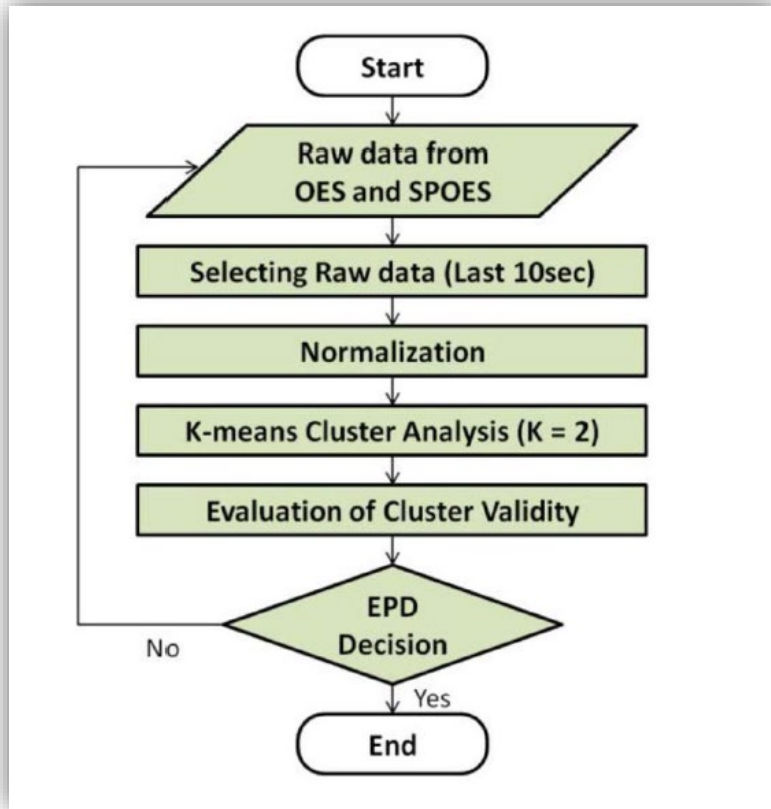 Start
Raw data from
OES and SPOES
Selecting Raw data (Last 10sec)
Normalization
K-means Cluster Analysis (K = 2)
Evaluation of Cluster Validity
EPD
Decision
No
Yes
End